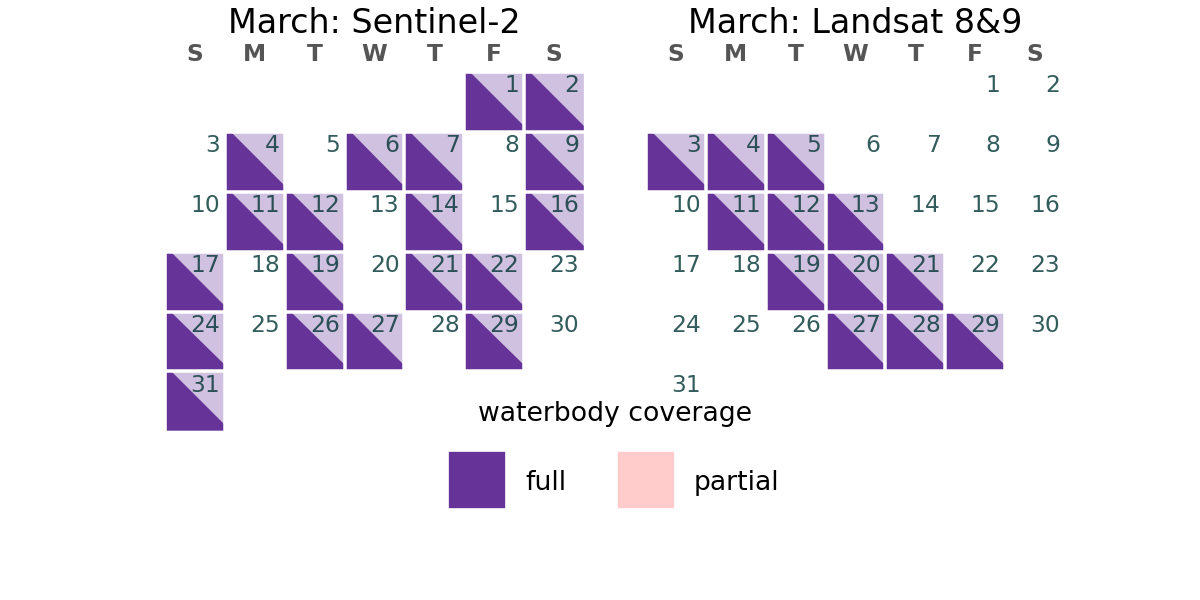 March: Sentinel-2
S M T W T F S
1 2
3 4 5 6 7 8 9
10 11 12 13 14 15 16
17 18 19 20 21 22 23
24 25 26 27 28 29 30
31
March: Landsat 8&9
S M T W T F S
1 2
3 4 5 6 7 8 9
10 11 12 13 14 15 16
17 18 19 20 21 22 23
24 25 26 27 28 29 30
31
waterbody coverage
full
partial